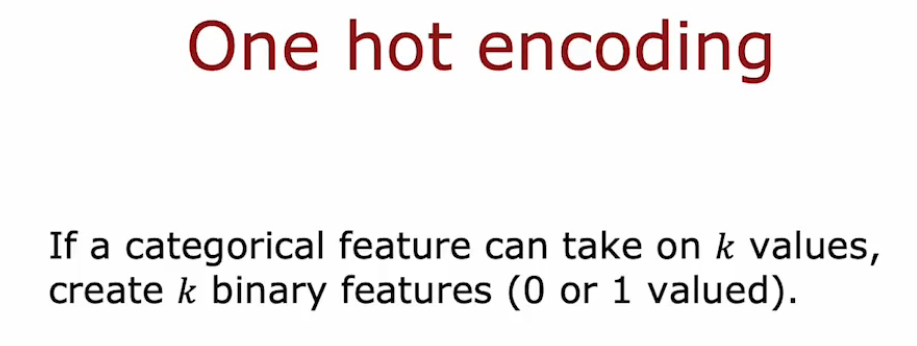 One hot encoding
If a categorical feature can take on k values,
create k binary features (0 or 1 valued).